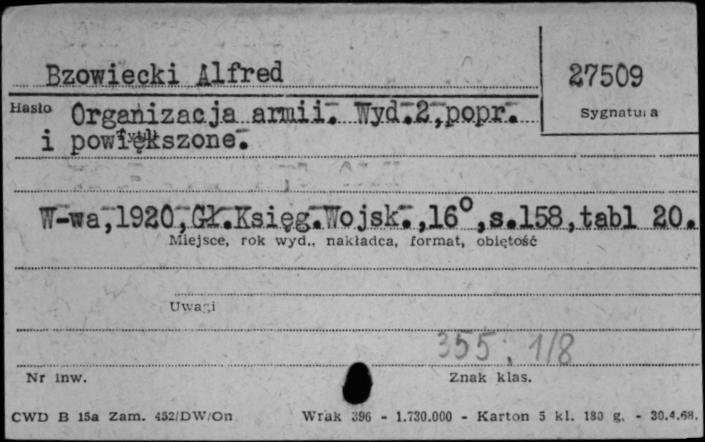 Bzowiecki Alfred
27509
Hasło
Sygnatura
Organizacja armii. Wyd.2,popr.
i powiększone.
W-wa,1920,Gł.Księg.Wojsk.,16°,s.158,tabl 20.
Miejsce, rok wyd., nakładca, format, objętość
Uwagi
355; 1/8
Nr inw.
Znak klas.
CWD B 15a Zam. 452/DW/On
Wrak 396 - 1.730.000 - Karton 5 kl. 180 g. - 30.4.68.